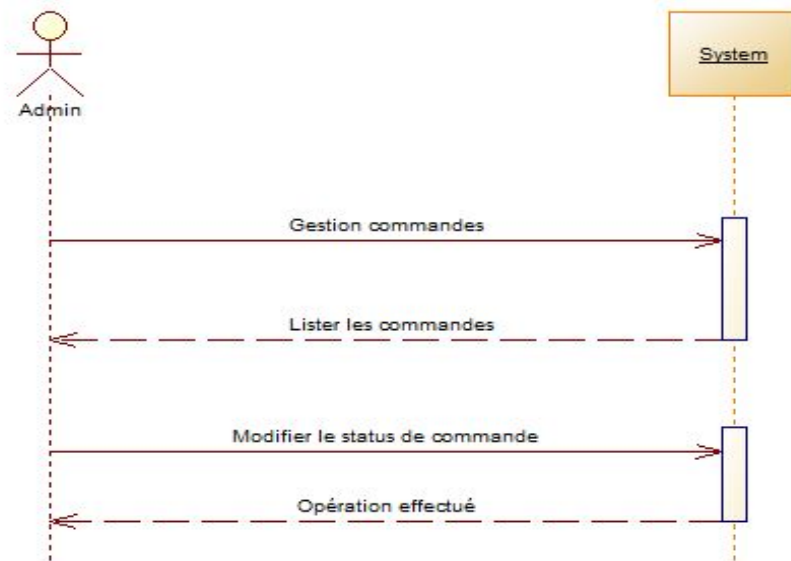 System
Admin
Gestion commandes
Lister les commandes
Modifier le status de commande
Opération effectué